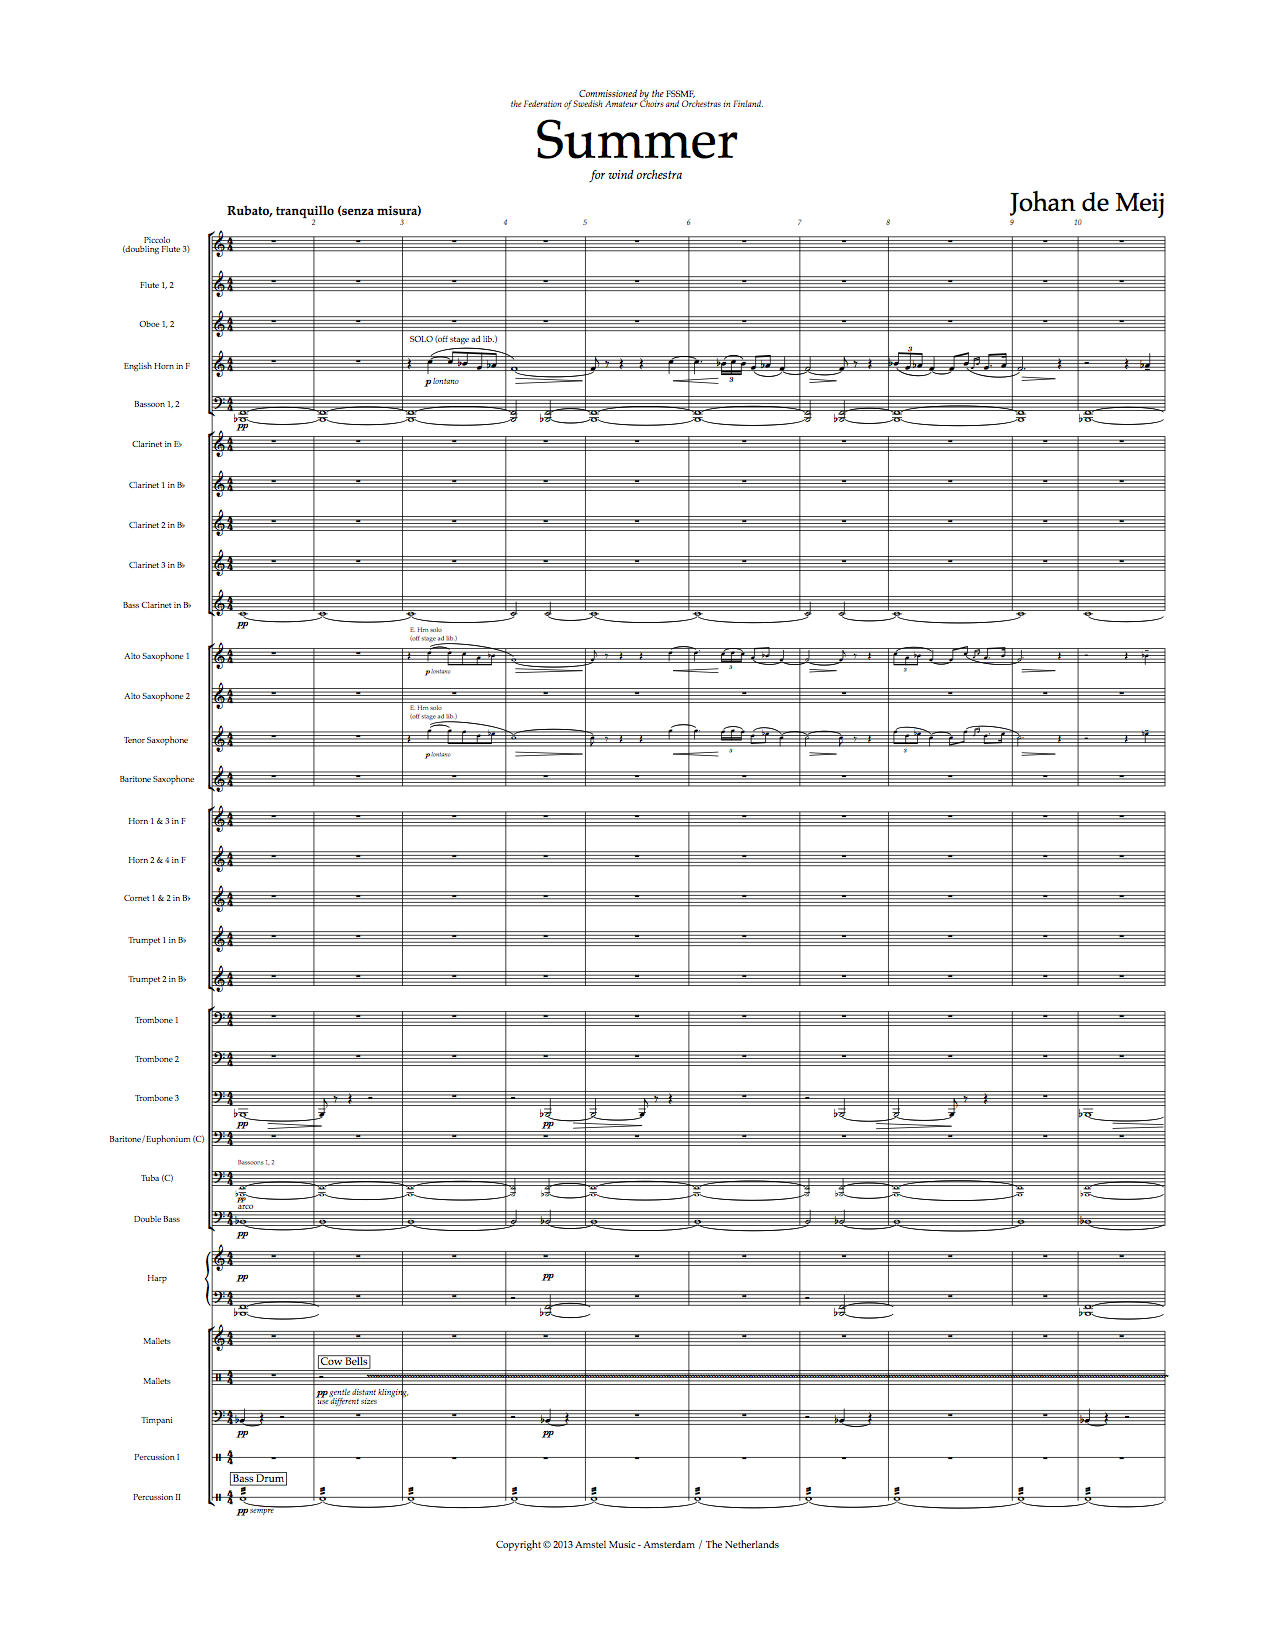 Commissioned by the FSSMF,
the Federation of Swedish Amateur Choirs and Orchestras in Finland.
Summer
for wind orchestra
Johan de Meij
Rubato, tranquillo (senza misura)
2 3 4 5 6 7 8 9 10
Piccolo
(doubling Flute 3)
Flute 1, 2
Oboe 1, 2
SOLO (off stage ad lib.)
English Horn in F
3 3
p lontano
Bassoon 1, 2
pp
Clarinet in E♭
Clarinet 1 in B♭
Clarinet 2 in B♭
Clarinet 3 in B♭
Bass Clarinet in B♭
pp
E. Hrn solo
(off stage ad lib.)
Alto Saxophone 1
p lontano
3 3
Alto Saxophone 2
E. Hrn solo
(off stage ad lib.)
Tenor Saxophone
p lontano
3 3
Baritone Saxophone
Horn 1 & 3 in F
Horn 2 & 4 in F
Cornet 1 & 2 in B♭
Trumpet 1 in B♭
Trumpet 2 in B♭
Trombone 1
Trombone 2
Trombone 3
pp pp
Baritone/Euphonium (C)
Bassoons 1, 2
Tuba (C)
pp
arco
Double Bass
pp
Harp
pp pp
Mallets
Cow Bells
Mallets
pp gentle distant klinging,
use different sizes
Timpani
pp pp
Percussion I
Bass Drum
Percussion II
pp sempre
Copyright © 2013 Amstel Music - Amsterdam / The Netherlands